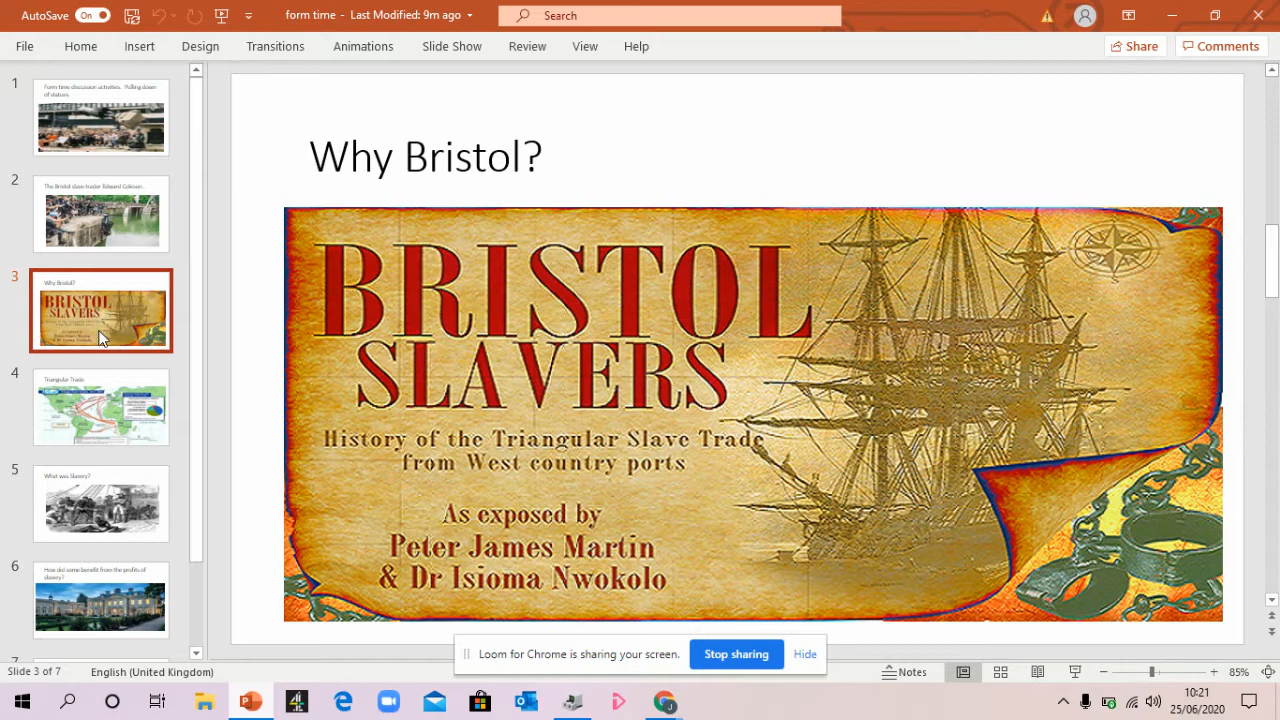 AutoSave
On
form time - Last Modified: 9m ago
Search
File
Home
Insert
Design
Transitions
Animations
Slide Show
Review
View
Help
Share
Comments
1
Form time discussion activities. Pulling down
of statues.
2
The Bristol slave trader Edward Colston.
3
Why Bristol?
BRISTOL
SLAVERS
4
Triangular Trade
5
What was Slavery?
6
How did some benefit from the profits of
slavery?
7
Why Bristol?
BRISTOL
SLAVERS
History of the Triangular Slave Trade
from West country ports
As exposed by
Peter James Martin
& Dr Isioma Nwokolo
Loom for Chrome is sharing your screen.
Stop sharing
Hide
Slide 3 of 7
English (United Kingdom)
Notes
85%
10:21
25/06/2020